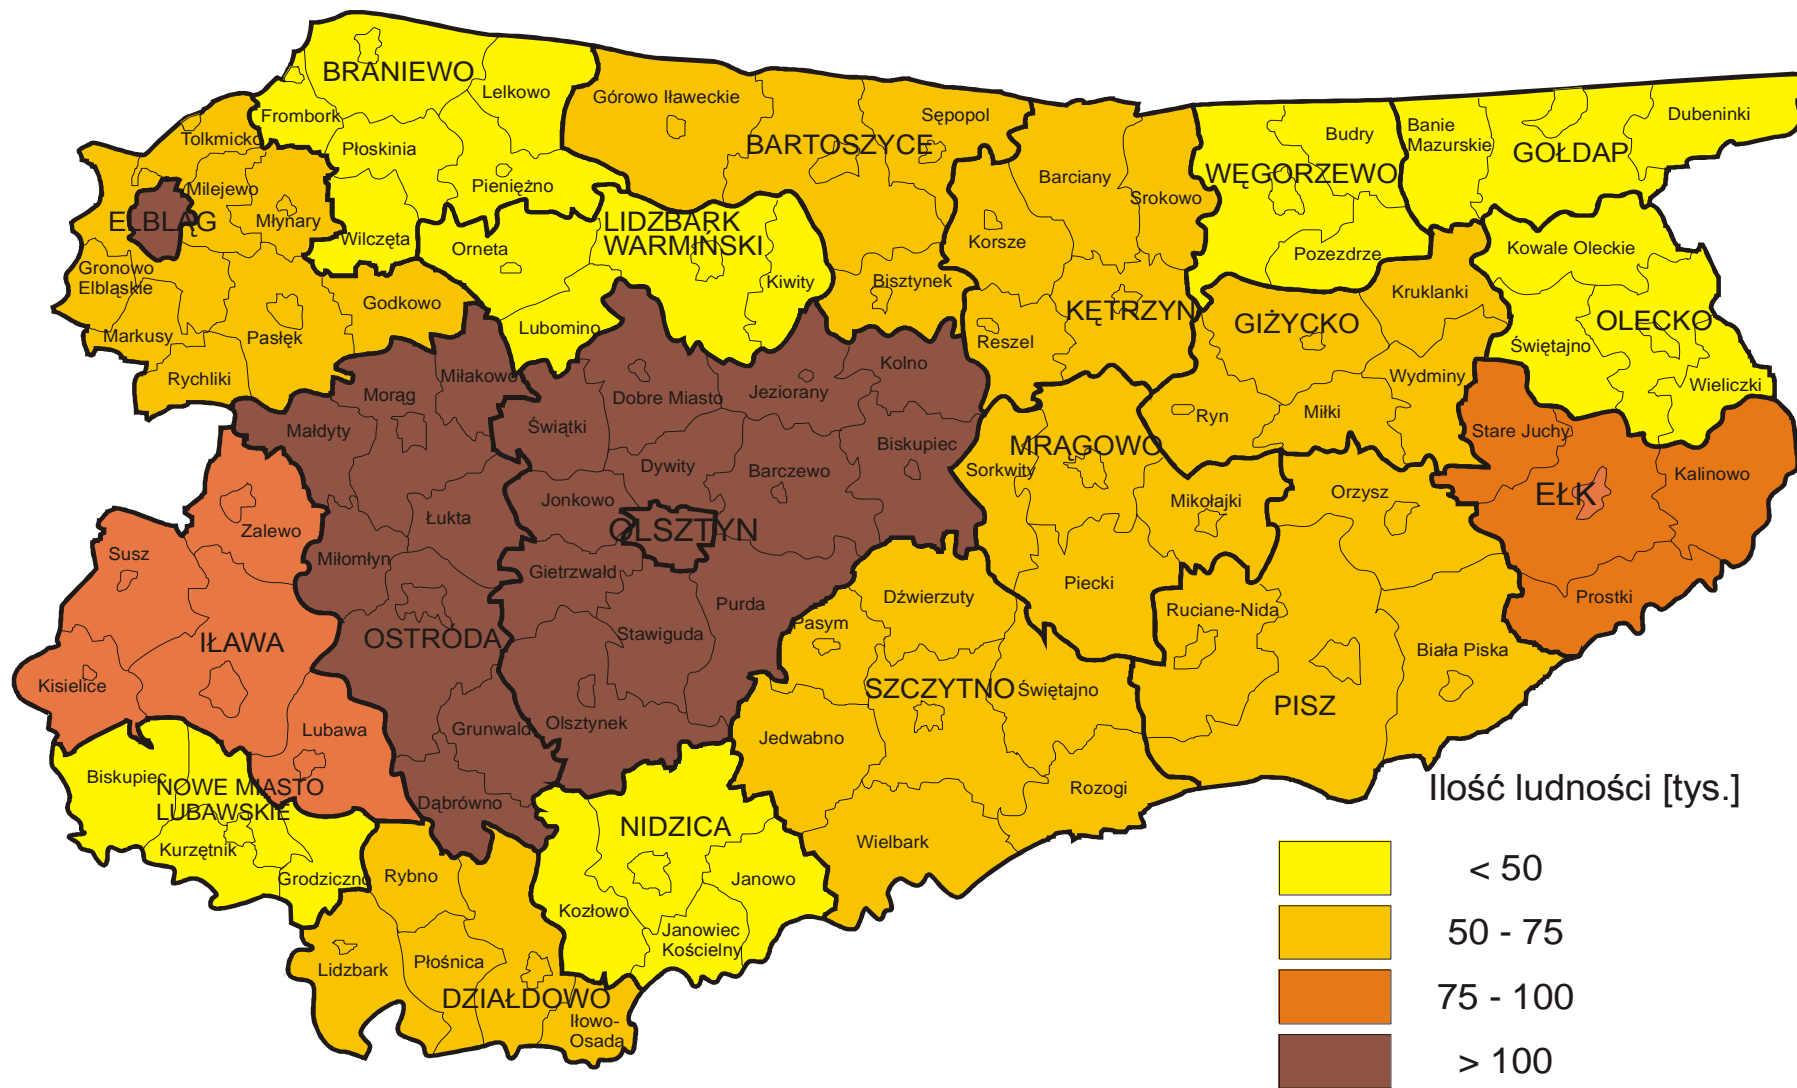 BRANIEWO
Lelkowo
Frombork
Płoskinia
Pieniężno
Wilczęta
Górowo Iławeckie
Sępopol
BARTOSZYCE
Bisztynek
Tolkmicko
Milejewo
Młynary
ELBLĄG
Gronowo
Elbląskie
Godkowo
Markusy
Pasłęk
Rychliki
Orneta
LIDZBARK
WARMIŃSKI
Kiwity
Lubomino
Barciany
Srokowo
Korsze
KĘTRZYN
Reszel
Budry
WĘGORZEWO
Pozezdrze
Banie
Mazurskie
Dubeninki
GOŁDAP
Kowale Oleckie
OLECKO
Świętajno
Wieliczki
Kruklanki
GIŻYCKO
Wydminy
Ryn
Miłki
Miłakowo
Morąg
Małdyty
Łukta
Miłomłyn
OSTRÓDA
Grunwald
Dąbrówno
Kolno
Dobre Miasto
Jeziorany
Świątki
Biskupiec
Dywity
Barczewo
Jonkowo
OLSZTYN
Gietrzwałd
Purda
Stawiguda
Olsztynek
MRĄGOWO
Sorkwity
Mikołajki
Piecki
Stare Juchy
Kalinowo
EŁK
Prostki
Orzysz
Ruciane-Nida
Biała Piska
PISZ
Zalewo
Susz
IŁAWA
Kisielice
Lubawa
Dźwierzuty
Pasym
SZCZYTNO
Świętajno
Jedwabno
Rozogi
Wielbark
Biskupiec
NOWE MIASTO
LUBAWSKIE
Kurzętnik
Grodziczno
NIDZICA
Janowo
Kozłowo
Janowiec
Kościelny
Rybno
Lidzbark
Płośnica
DZIAŁDOWO
Iłowo-
Osada
Ilość ludności [tys.]
< 50
50 - 75
75 - 100
> 100